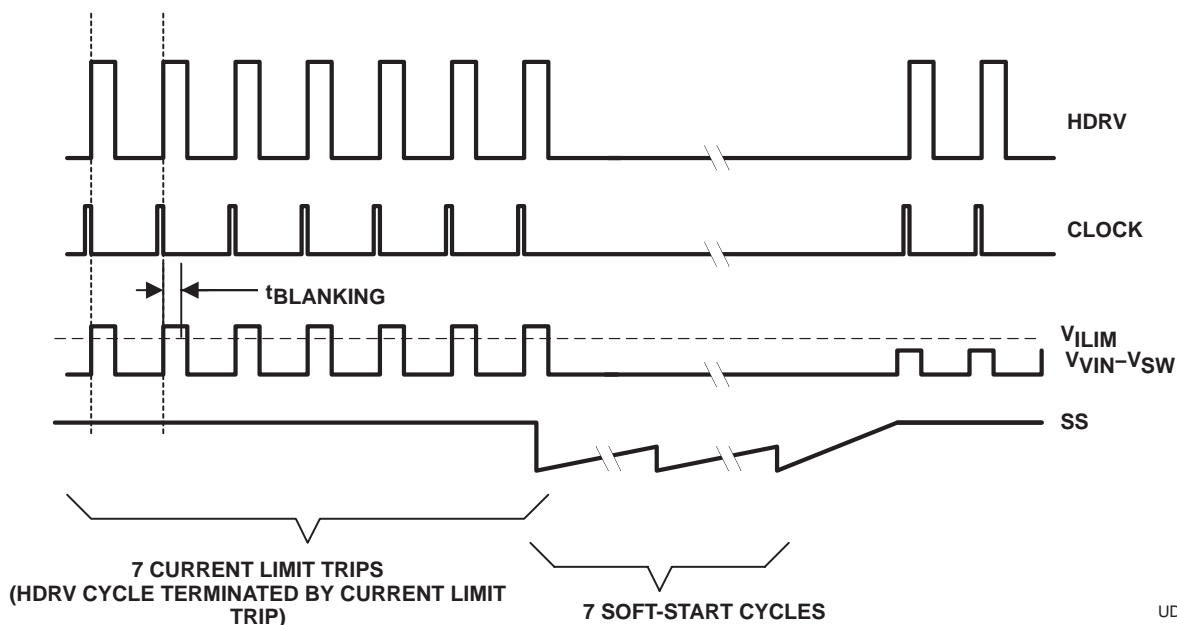 HDRV
CLOCK
tBLANKING
VILIM
VVIN–VSW
SS
7 CURRENT LIMIT TRIPS
(HDRV CYCLE TERMINATED BY CURRENT LIMIT
TRIP)
7 SOFT-START CYCLES
UD